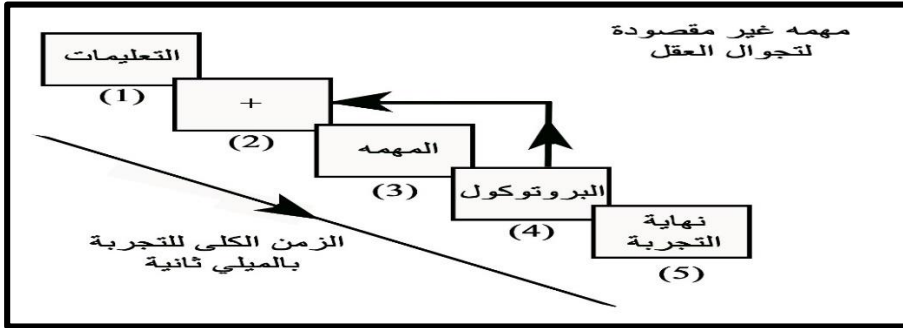 مهمه غير مقصودة
لتجوال العقل
التعليمات
(1)
+
(2)
المهمه
(3)
البروتوكول
(4)
نهاية
التجربة
(5)
الزمن الكلى للتجربة
بالميلي ثانية